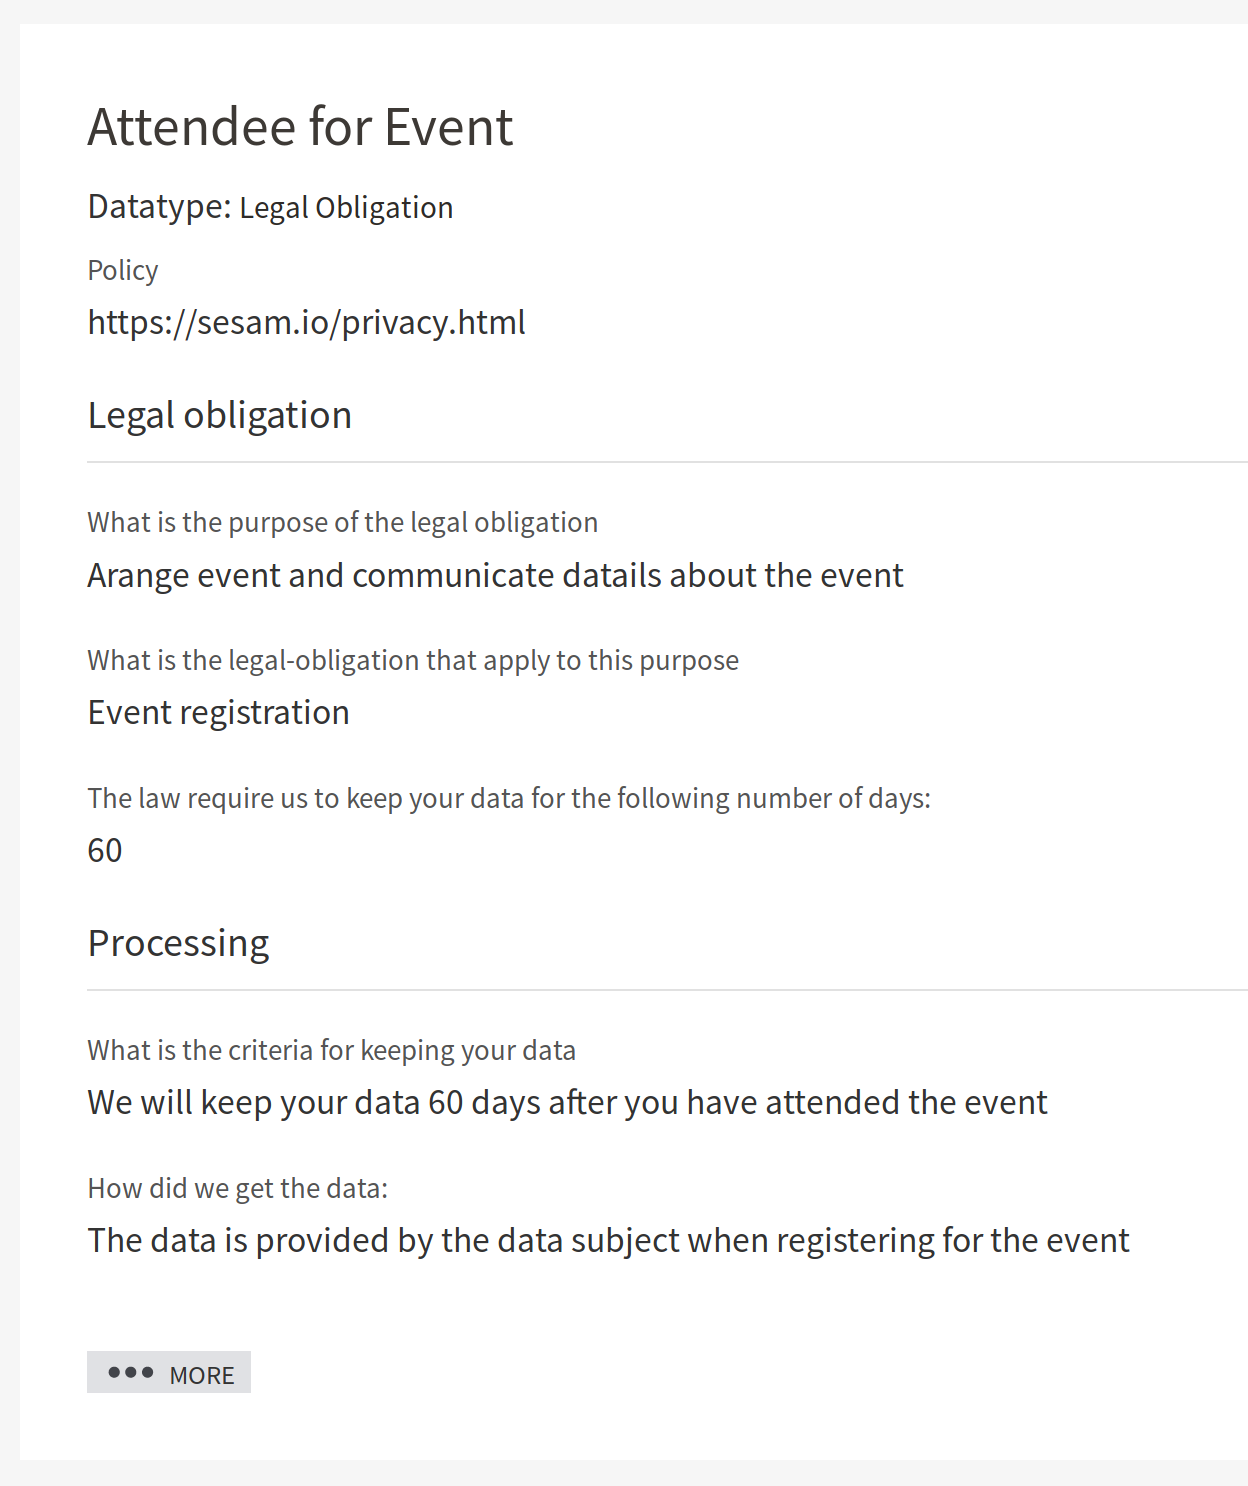 Attendee for Event
Datatype: Legal Obligation
Policy
https://sesam.io/privacy.html
Legal obligation
What is the purpose of the legal obligation
Arange event and communicate datails about the event
What is the legal-obligation that apply to this purpose
Event registration
The law require us to keep your data for the following number of days:
60
Processing
What is the criteria for keeping your data
We will keep your data 60 days after you have attended the event
How did we get the data:
The data is provided by the data subject when registering for the event
••• MORE